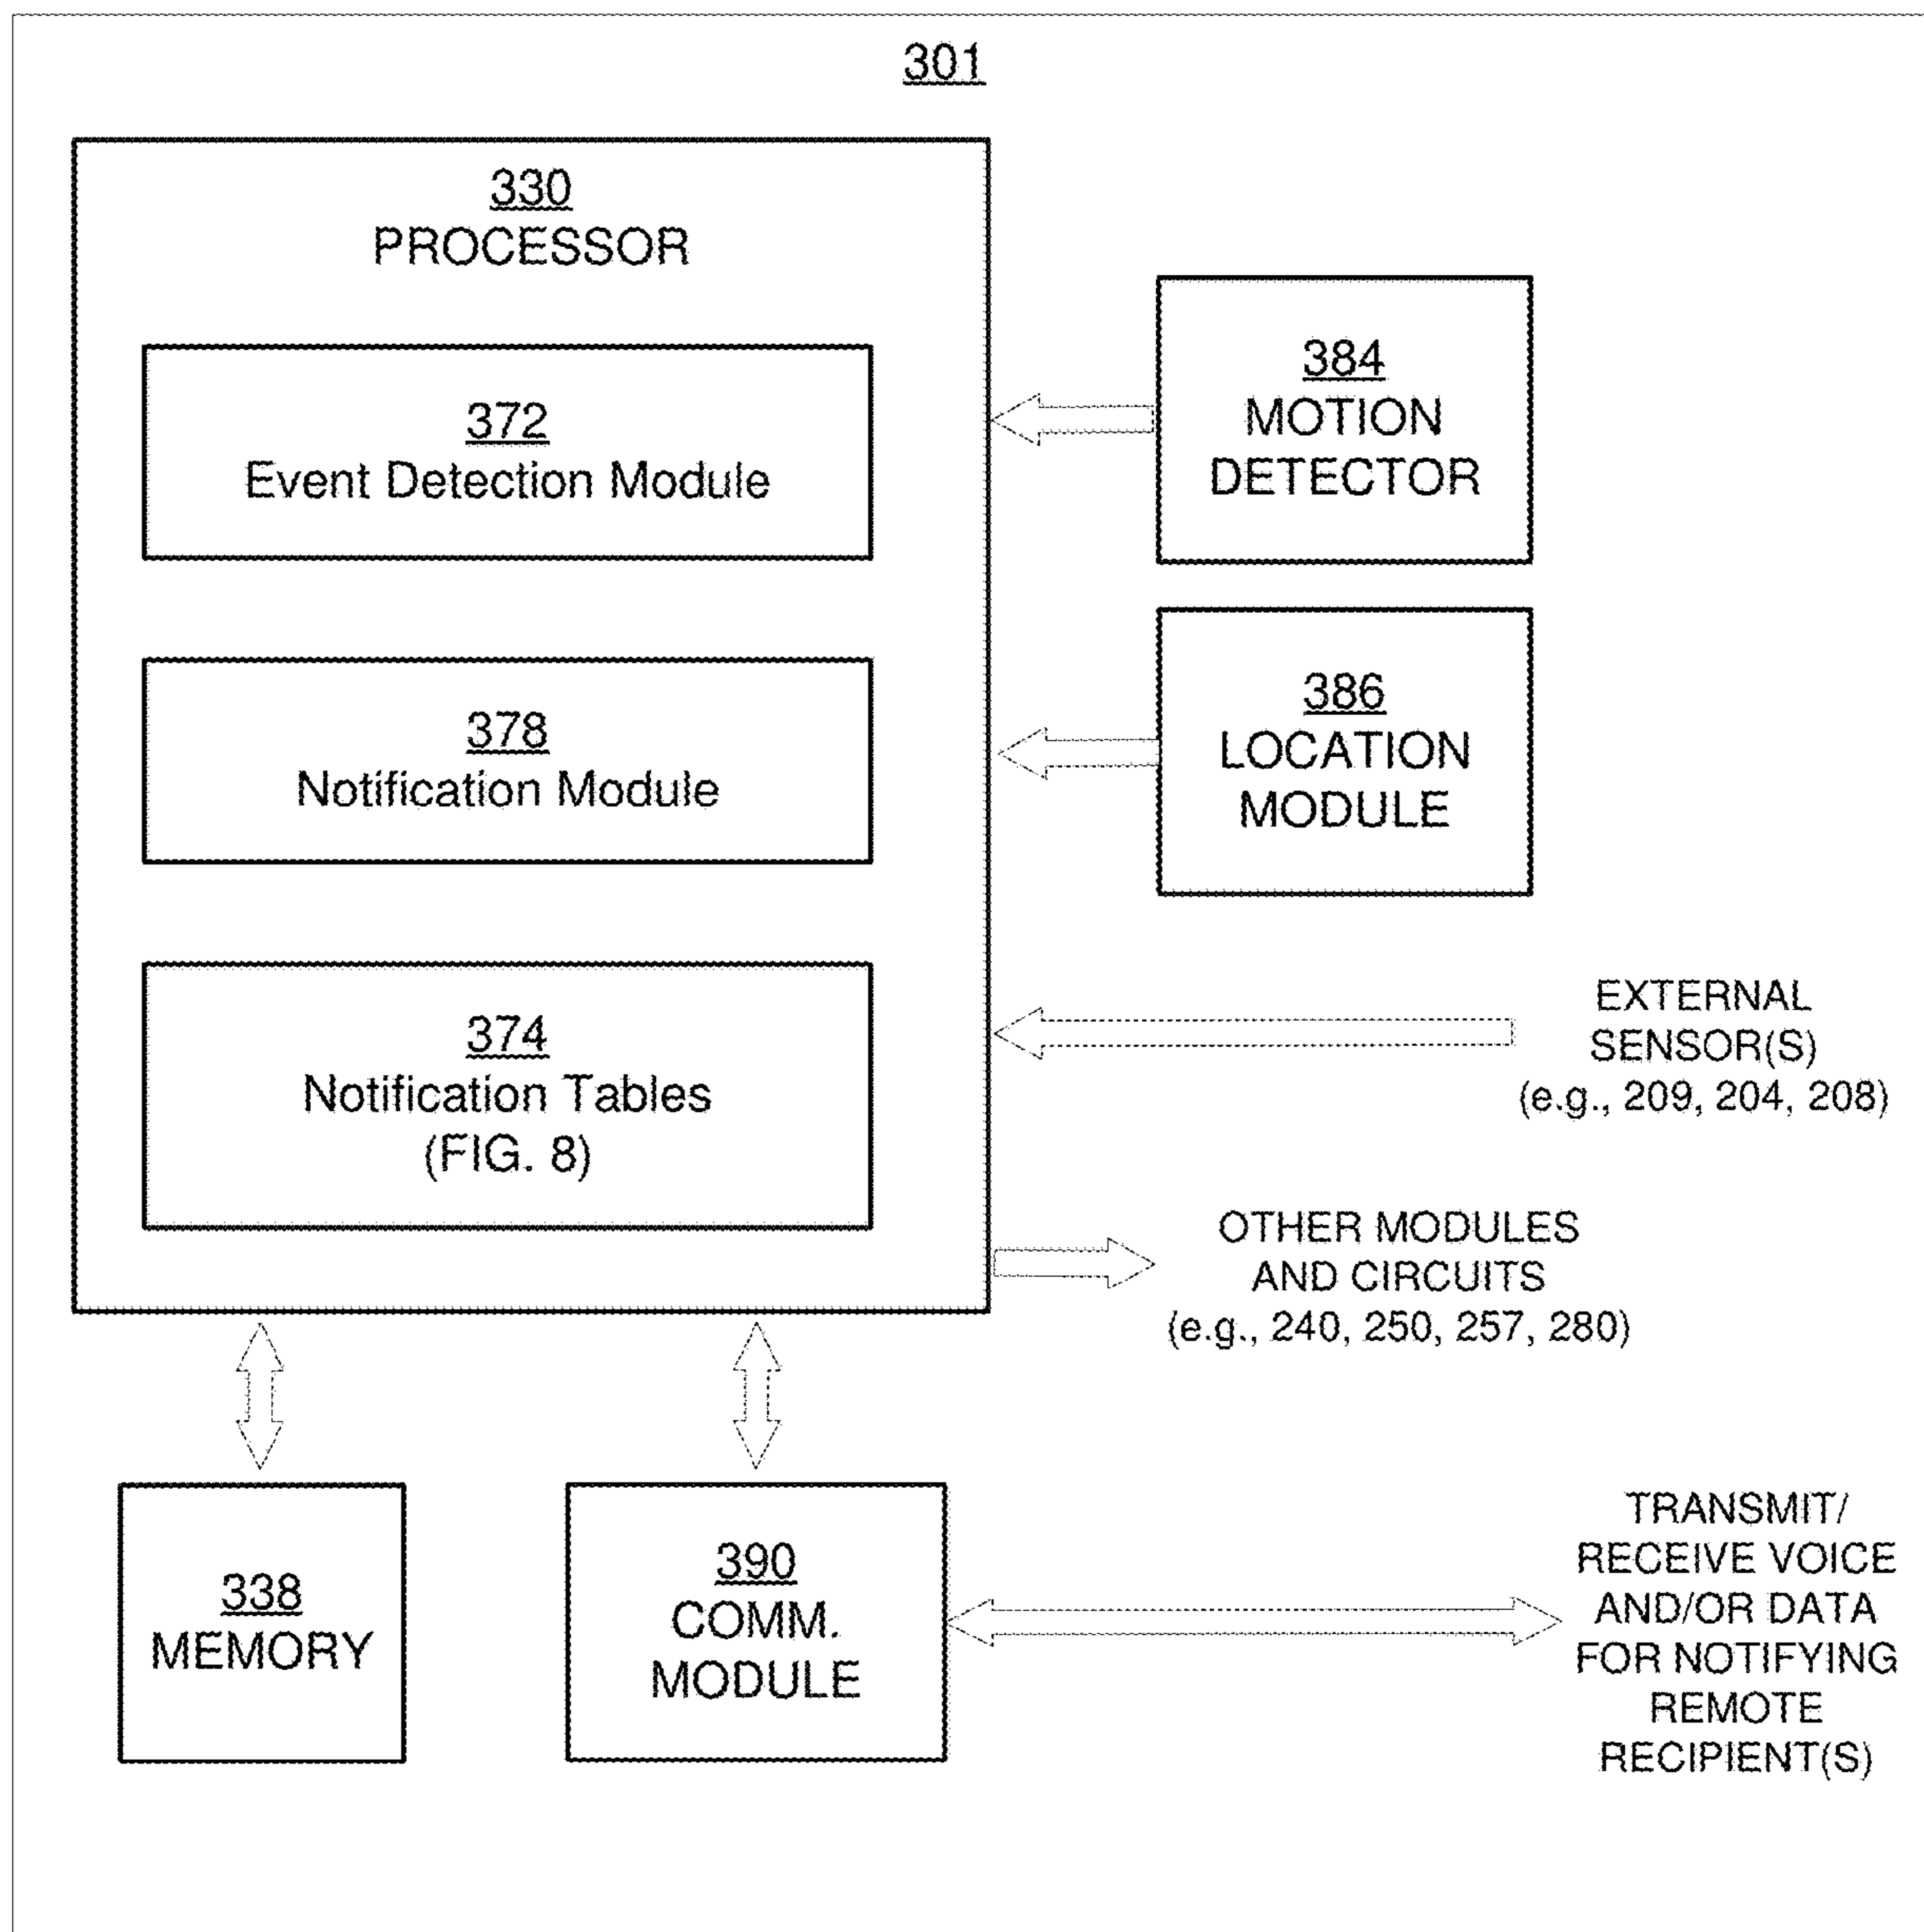 301
330
PROCESSOR
372
Event Detection Module
378
Notification Module
374
Notification Tables
(FIG. 8)
384
MOTION
DETECTOR
386
LOCATION
MODULE
EXTERNAL
SENSOR(S)
(e.g., 209, 204, 208)
OTHER MODULES
AND CIRCUITS
(e.g., 240, 250, 257, 280)
338
MEMORY
390
COMM.
MODULE
TRANSMIT/
RECEIVE VOICE
AND/OR DATA
FOR NOTIFYING
REMOTE
RECIPIENT(S)